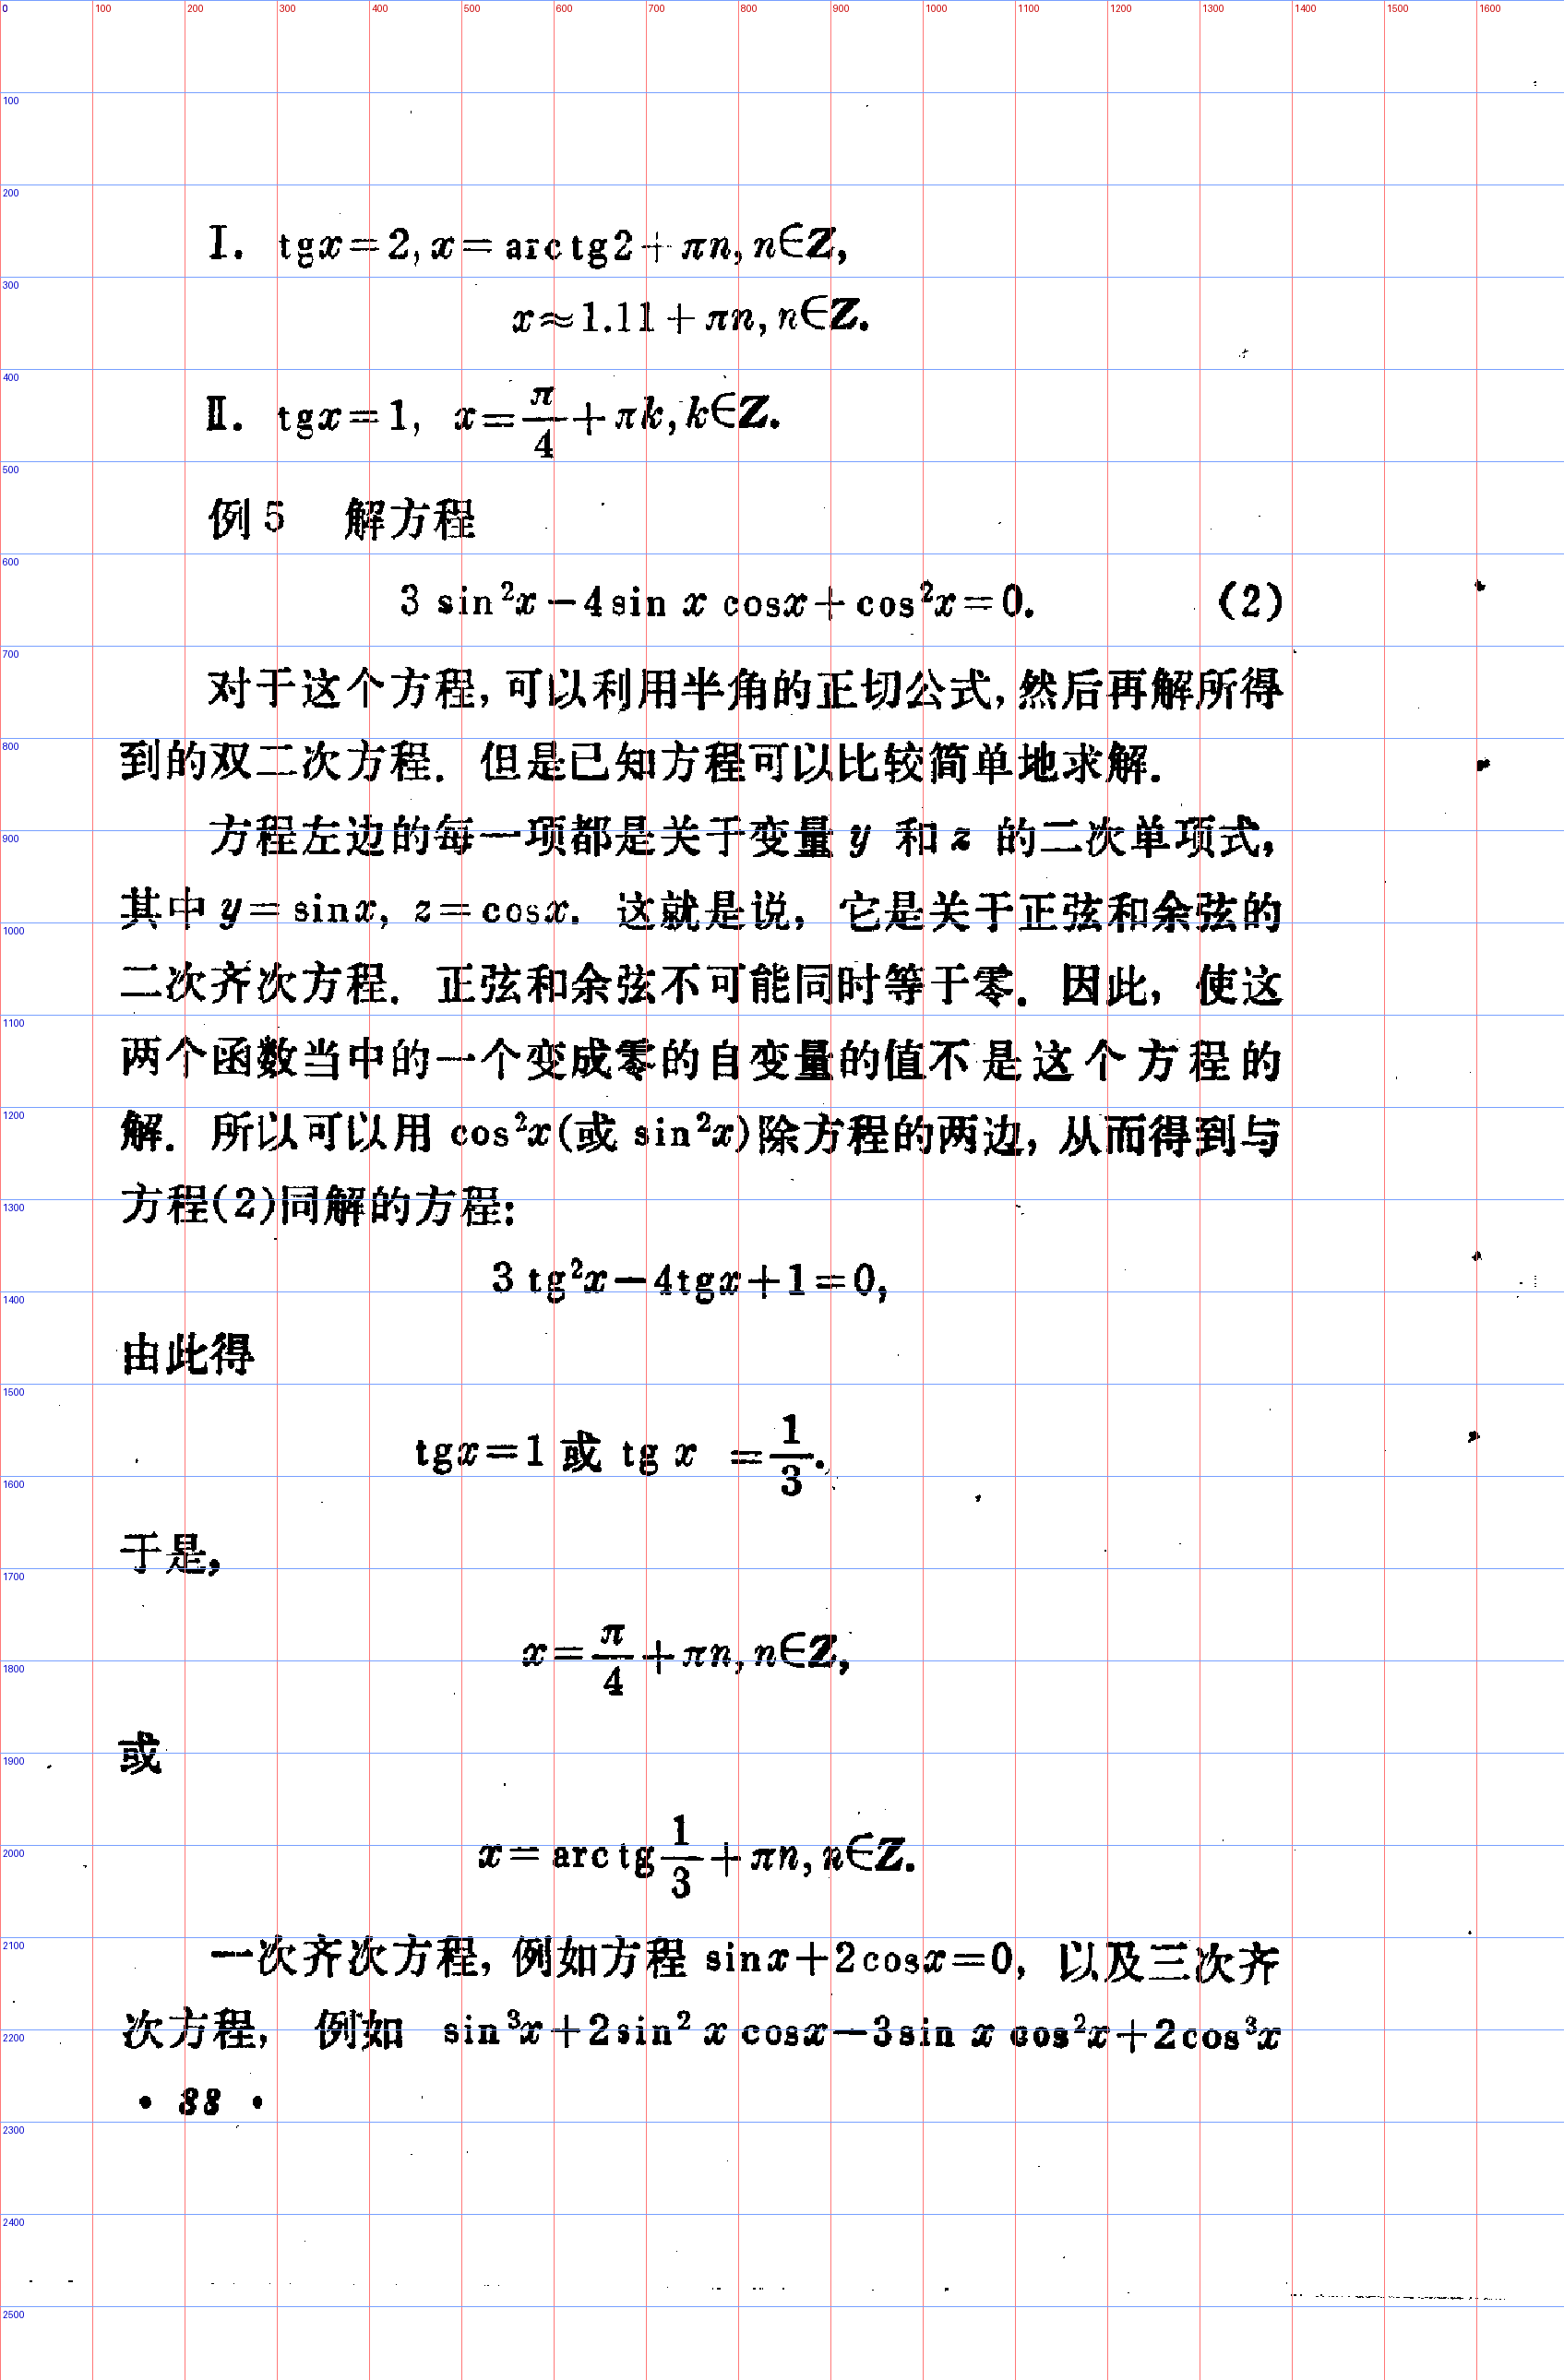 I. tgx=2, x=arctg2+πn, n∈Z,
x≈1.11+πn, n∈Z.
II. tgx=1, x=π/4+πk, k∈Z.
例5 解方程
3 sin²x-4sin x cosx+cos²x=0. (2)
对于这个方程,可以利用半角的正切公式,然后再解所得
到的双二次方程. 但是已知方程可以比较简单地求解.
方程左边的每一项都是关于变量 y 和 z 的二次单项式,
其中 y=sinx, z=cosx. 这就是说, 它是关于正弦和余弦的
二次齐次方程. 正弦和余弦不可能同时等于零. 因此, 使这
两个函数当中的一个变成零的自变量的值不是这个方程的
解. 所以可以用 cos²x(或 sin²x)除方程的两边, 从而得到与
方程(2)同解的方程:
3 tg²x-4tgx+1=0,
由此得
tgx=1 或 tg x =1/3.
于是,
x=π/4+πn, n∈Z,
或
x=arctg1/3+πn, n∈Z.
一次齐次方程, 例如方程 sinx+2cosx=0, 以及三次齐
次方程, 例如 sin³x+2sin² x cosx-3sin x cos²x+2cos³x
• 88 •